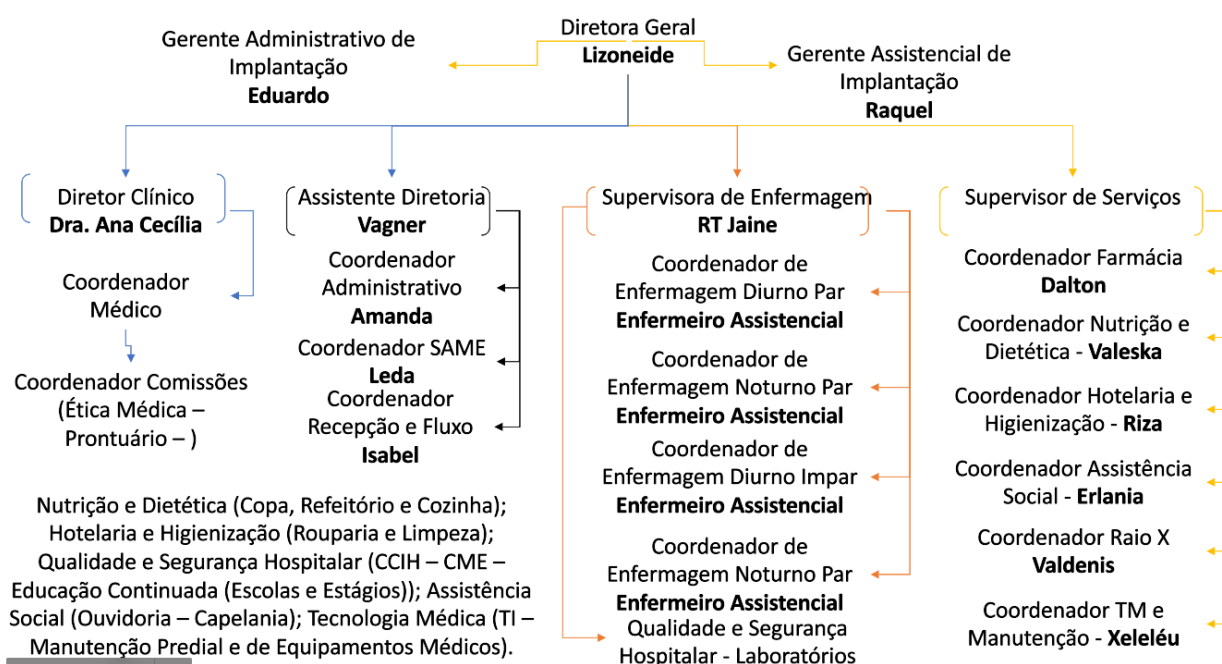 Diretora Geral
Lizoneide
Gerente Administrativo de
Implantação
Eduardo
Gerente Assistencial de
Implantação
Raquel
Diretor Clínico
Dra. Ana Cecília
Coordenador
Médico
Coordenador Comissões
(Ética Médica –
Prontuário – )
Assistente Diretoria
Vagner
Coordenador
Administrativo
Amanda
Coordenador SAME
Leda
Coordenador
Recepção e Fluxo
Isabel
Supervisora de Enfermagem
RT Jaine
Coordenador de
Enfermagem Diurno Par
Enfermeiro Assistencial
Coordenador de
Enfermagem Noturno Par
Enfermeiro Assistencial
Coordenador de
Enfermagem Diurno Impar
Enfermeiro Assistencial
Coordenador de
Enfermagem Noturno Par
Enfermeiro Assistencial
Qualidade e Segurança
Hospitalar - Laboratórios
Supervisor de Serviços
Coordenador Farmácia
Dalton
Coordenador Nutrição e
Dietética - Valeska
Coordenador Hotelaria e
Higienização - Riza
Coordenador Assistência
Social - Erlania
Coordenador Raio X
Valdenis
Coordenador TM e
Manutenção - Xeleléu
Nutrição e Dietética (Copa, Refeitório e Cozinha);
Hotelaria e Higienização (Rouparia e Limpeza);
Qualidade e Segurança Hospitalar (CCIH – CME –
Educação Continuada (Escolas e Estágios)); Assistência
Social (Ouvidoria – Capelania); Tecnologia Médica (TI –
Manutenção Predial e de Equipamentos Médicos).